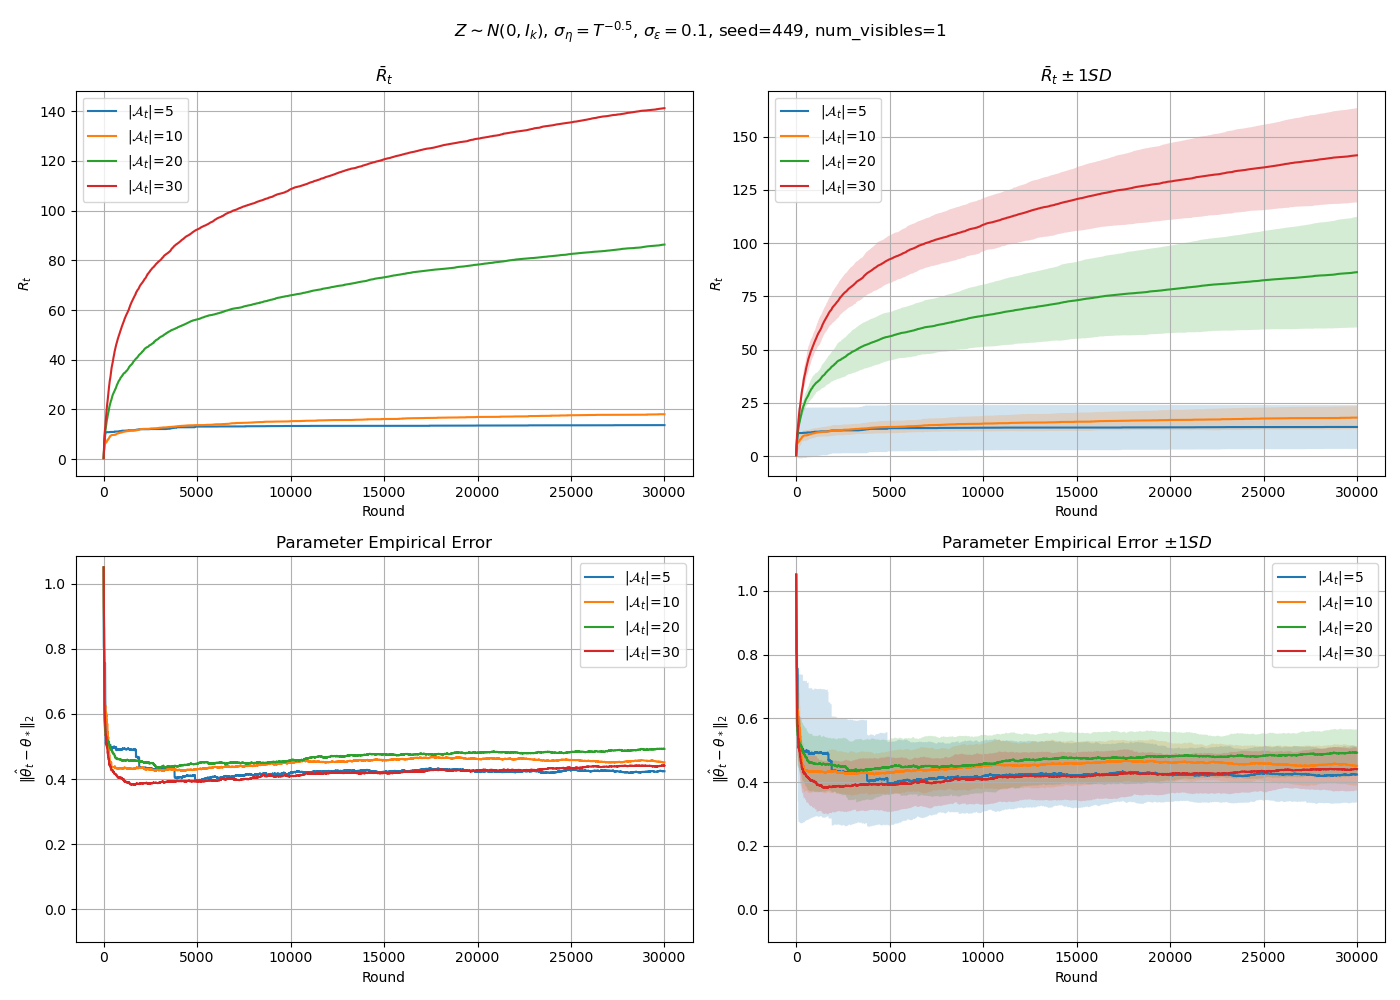 Z ∼ N(0, I_k), σ_η = T^{−0.5}, σ_ε = 0.1, seed=449, num_visibles=1
R̄_t
R_t
140
120
100
80
60
40
20
0
|𝒜_t|=5
|𝒜_t|=10
|𝒜_t|=20
|𝒜_t|=30
0 5000 10000 15000 20000 25000 30000
Round
R̄_t ± 1SD
R_t
150
125
100
75
50
25
0
|𝒜_t|=5
|𝒜_t|=10
|𝒜_t|=20
|𝒜_t|=30
0 5000 10000 15000 20000 25000 30000
Round
Parameter Empirical Error
‖θ̂_t − θ_*‖_2
1.0
0.8
0.6
0.4
0.2
0.0
|𝒜_t|=5
|𝒜_t|=10
|𝒜_t|=20
|𝒜_t|=30
0 5000 10000 15000 20000 25000 30000
Round
Parameter Empirical Error ±1SD
‖θ̂_t − θ_*‖_2
1.0
0.8
0.6
0.4
0.2
0.0
|𝒜_t|=5
|𝒜_t|=10
|𝒜_t|=20
|𝒜_t|=30
0 5000 10000 15000 20000 25000 30000
Round